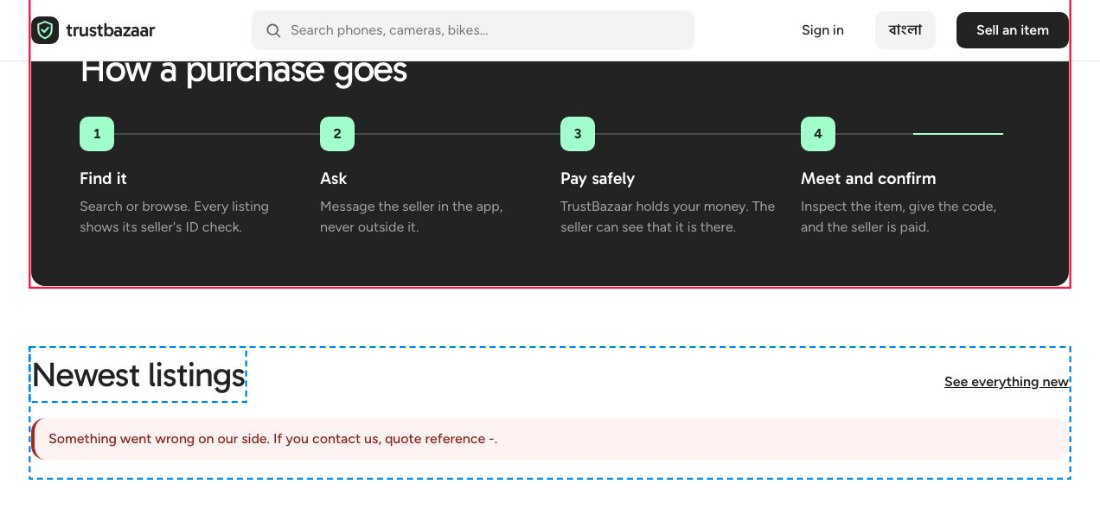 trustbazaar
Search phones, cameras, bikes...
Sign in
বাংলা
Sell an item
How a purchase goes
1
2
3
4
Find it
Search or browse. Every listing
shows its seller's ID check.
Ask
Message the seller in the app,
never outside it.
Pay safely
TrustBazaar holds your money. The
seller can see that it is there.
Meet and confirm
Inspect the item, give the code,
and the seller is paid.
Newest listings
See everything new
Something went wrong on our side. If you contact us, quote reference -.